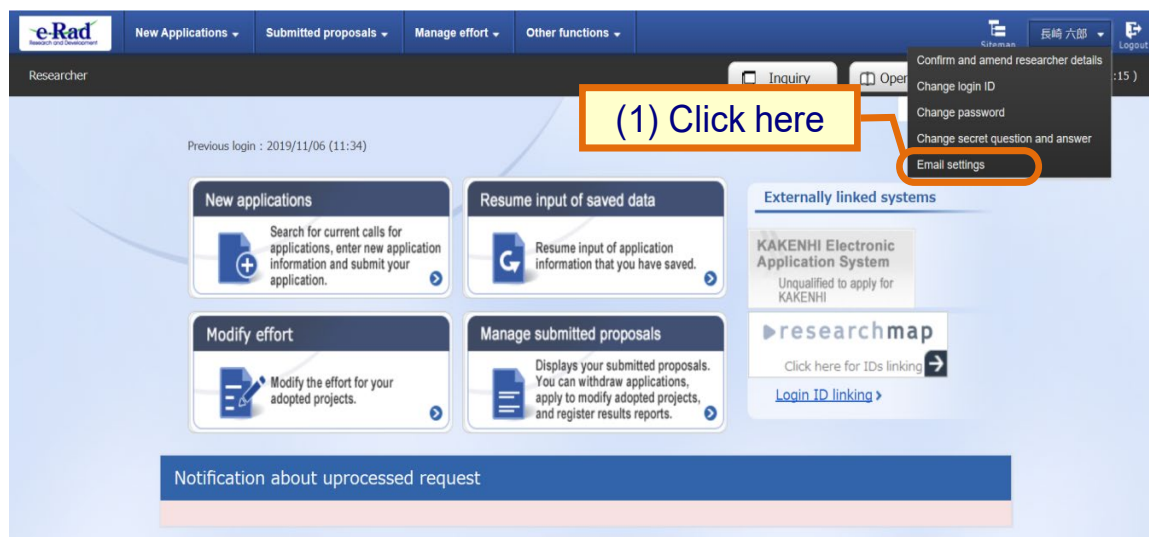 e-Rad
Research and Development
New Applications
Submitted proposals
Manage effort
Other functions
Sitemap
長崎 六郎
Logout
Researcher
Inquiry
Oper
:15 )
Confirm and amend researcher details
Change login ID
Change password
Change secret question and answer
Email settings
(1) Click here
Previous login : 2019/11/06 (11:34)
New applications
Search for current calls for
applications, enter new application
information and submit your
application.
Resume input of saved data
Resume input of application
information that you have saved.
Modify effort
Modify the effort for your
adopted projects.
Manage submitted proposals
Displays your submitted proposals.
You can withdraw applications,
apply to modify adopted projects,
and register results reports.
Externally linked systems
KAKENHI Electronic
Application System
Unqualified to apply for
KAKENHI
researchmap
Click here for IDs linking
Login ID linking
Notification about uprocessed request